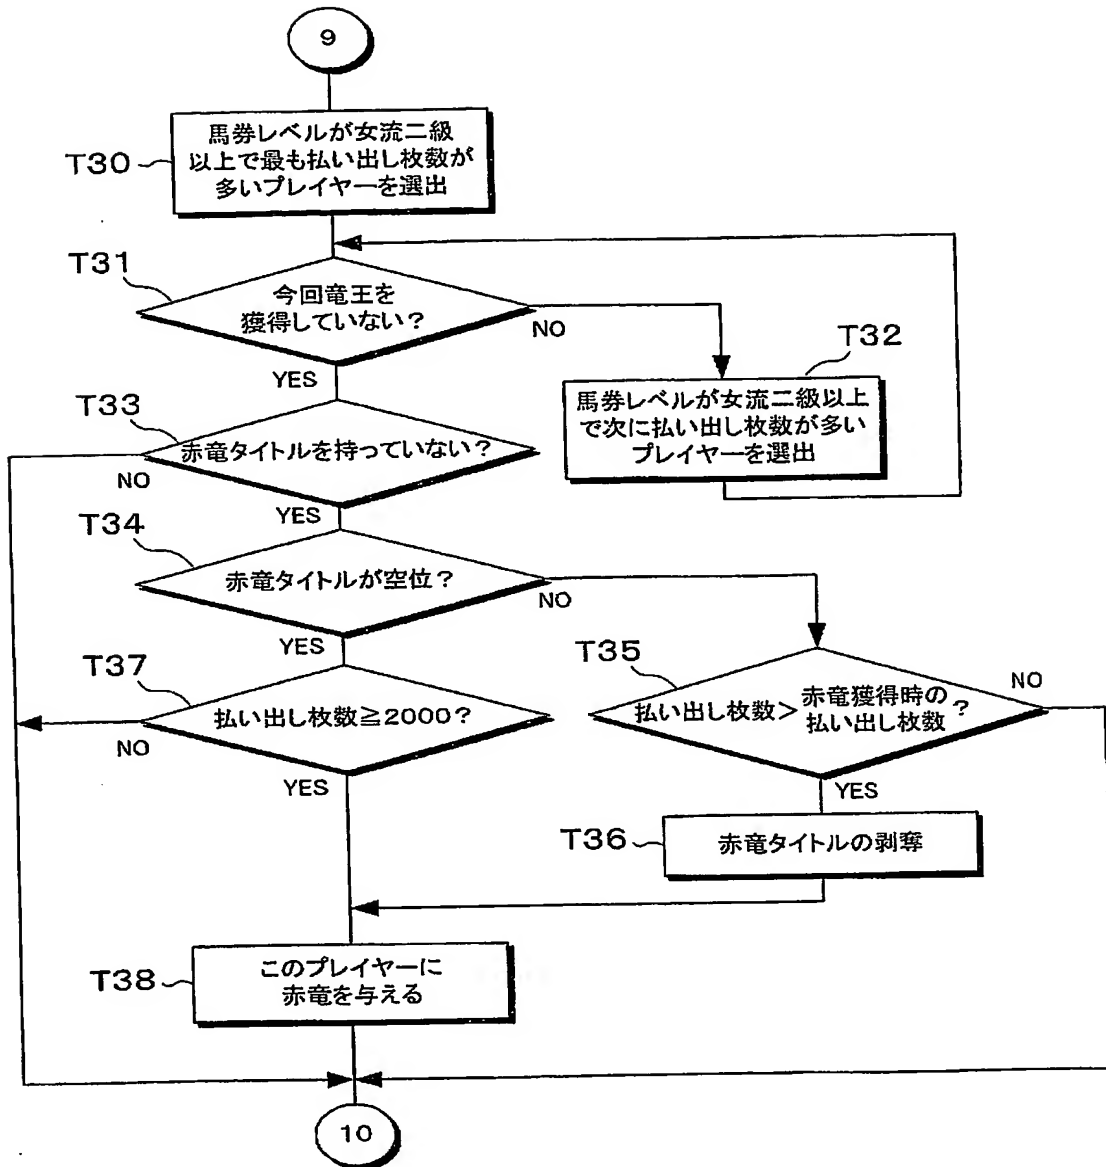 9
T30
馬券レベルが女流二級
以上で最も払い出し枚数が
多いプレイヤーを選出
T31
今回竜王を
獲得していない?
NO
YES
T32
馬券レベルが女流二級以上
で次に払い出し枚数が多い
プレイヤーを選出
T33
赤竜タイトルを持っていない?
NO
YES
T34
赤竜タイトルが空位?
NO
YES
T35
払い出し枚数>赤竜獲得時の払い出し枚数?
NO
YES
T37
払い出し枚数≧2000?
NO
YES
T36
赤竜タイトルの剥奪
T38
このプレイヤーに
赤竜を与える
10